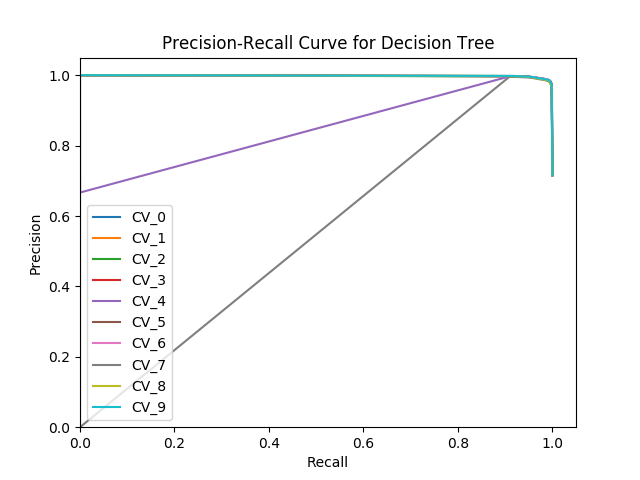 Precision-Recall Curve for Decision Tree
1.0
0.8
0.6
0.4
0.2
0.0
Precision
CV_0
CV_1
CV_2
CV_3
CV_4
CV_5
CV_6
CV_7
CV_8
CV_9
0.0 0.2 0.4 0.6 0.8 1.0
Recall